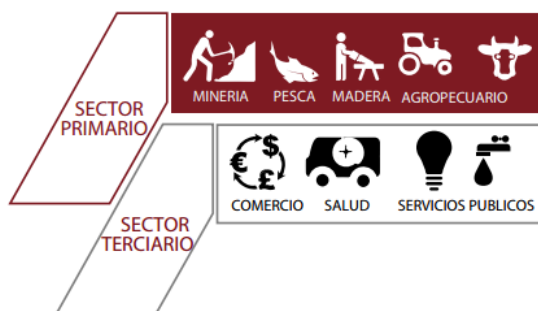 SECTOR
PRIMARIO
MINERIA PESCA MADERA AGROPECUARIO
SECTOR
TERCIARIO
$ € £
COMERCIO SALUD SERVICIOS PUBLICOS